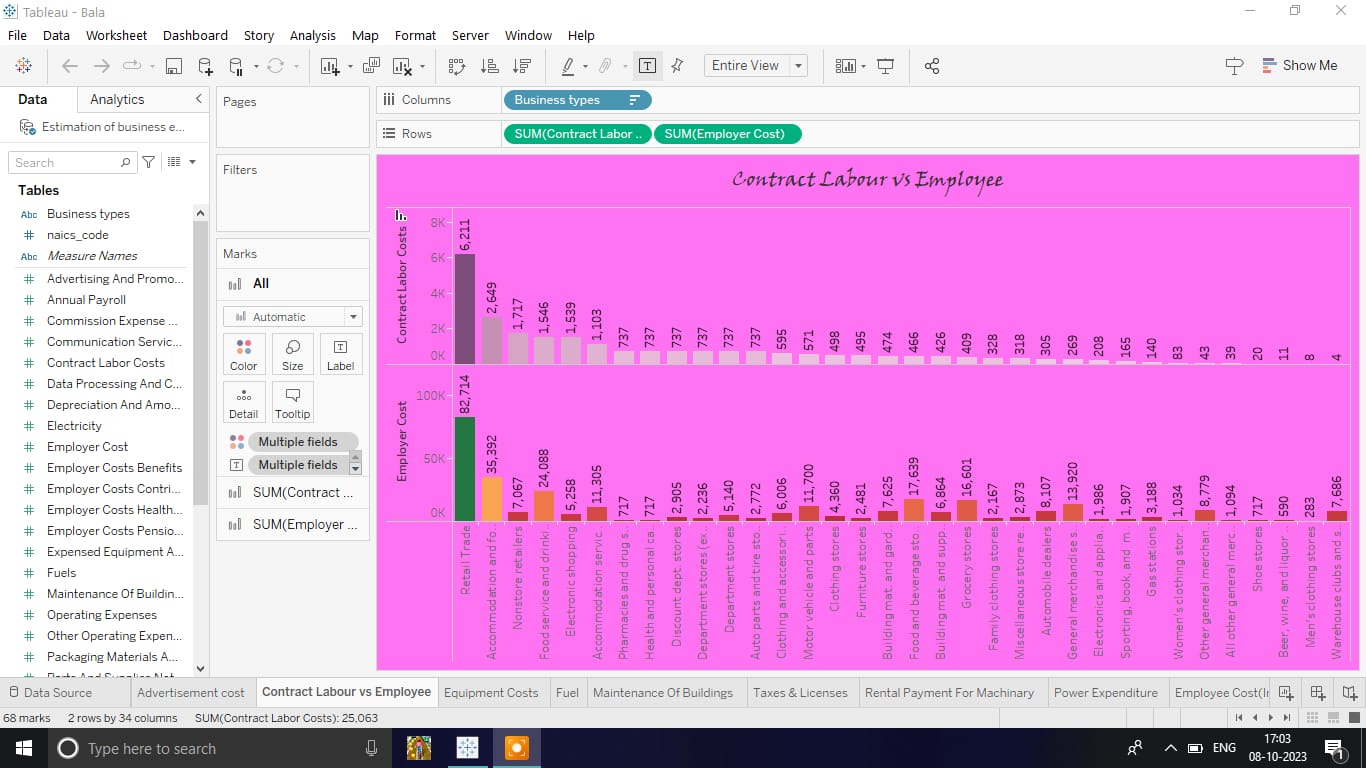 Tableau - Bala
File Data Worksheet Dashboard Story Analysis Map Format Server Window Help
Entire View
Show Me
Data Analytics
Estimation of business e...
Search
Tables
Abc Business types
# naics_code
Abc Measure Names
# Advertising And Promo...
# Annual Payroll
# Commission Expense ...
# Communication Servic...
# Contract Labor Costs
# Data Processing And C...
# Depreciation And Amo...
# Electricity
# Employer Cost
# Employer Costs Benefits
# Employer Costs Contri...
# Employer Costs Health...
# Employer Costs Pensio...
# Expensed Equipment A...
# Fuels
# Maintenance Of Buildin...
# Operating Expenses
# Other Operating Expen...
# Packaging Materials A...
Pages
Filters
Marks
All
Automatic
Color Size Label
Detail Tooltip
Multiple fields
Multiple fields
SUM(Contract ...
SUM(Employer ...
Columns Business types
Rows SUM(Contract Labor .. SUM(Employer Cost)
Contract Labour vs Employee
Contract Labor Costs
8K
6K
4K
2K
0K
6,211 2,649 1,717 1,546 1,539 1,103 737 737 737 737 737 737 595 571 498 495 474 466 426 409 328 318 305 269 208 165 140 83 43 39 20 11 8 4
Employer Cost
100K
50K
0K
82,714 35,392 7,067 24,088 5,258 11,305 717 717 2,905 2,236 5,140 2,772 6,006 11,700 4,360 2,481 7,625 17,639 6,864 16,601 2,167 2,873 8,107 13,920 1,986 1,907 3,188 1,034 8,779 1,094 717 590 283 7,686
Retail Trade
Accommodation and fo..
Nonstore retailers
Food service and drinki..
Electronic shopping
Accommodation servic..
Pharmacies and drug s..
Health and personal ca..
Discount dept. stores
Department stores (ex..
Department stores
Auto parts and tire sto..
Clothing and accessori..
Motor vehicle and parts
Clothing stores
Furniture stores
Building mat. and gard..
Food and beverage sto..
Building mat. and supp..
Grocery stores
Family clothing stores
Miscellaneous store re..
Automobile dealers
General merchandise s..
Electronics and applia..
Sporting, book, and m..
Gas stations
Women's clothing stor..
Other general merchan..
All other general merc..
Shoe stores
Beer, wine, and liquor ..
Men's clothing stores
Warehouse clubs and s..
Data Source Advertisement cost Contract Labour vs Employee Equipment Costs Fuel Maintenance Of Buildings Taxes & Licenses Rental Payment For Machinery Power Expenditure Employee Cost(Ir
68 marks 2 rows by 34 columns SUM(Contract Labor Costs): 25,063
Type here to search
ENG
17:03
08-10-2023
1